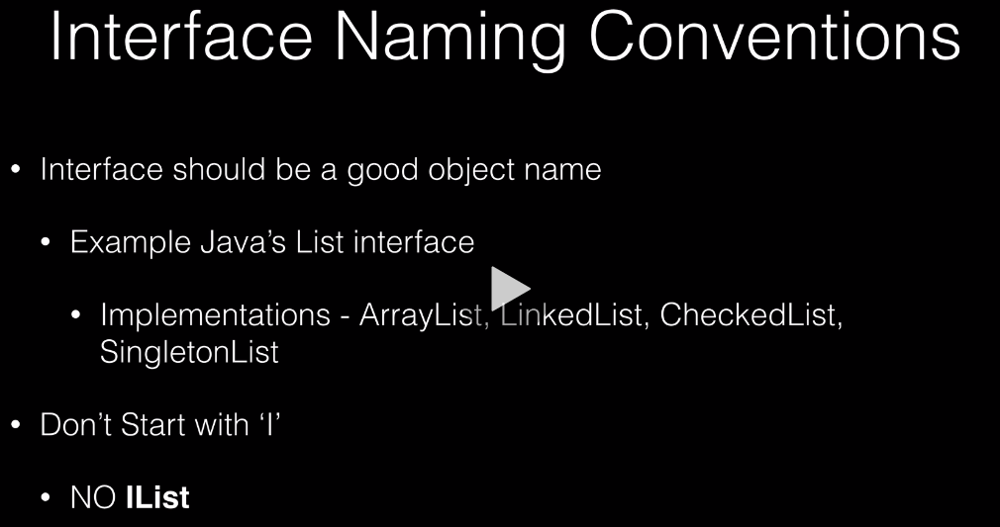 Interface Naming Conventions
• Interface should be a good object name
• Example Java’s List interface
• Implementations - ArrayList, LinkedList, CheckedList,
SingletonList
• Don’t Start with ‘I’
• NO IList